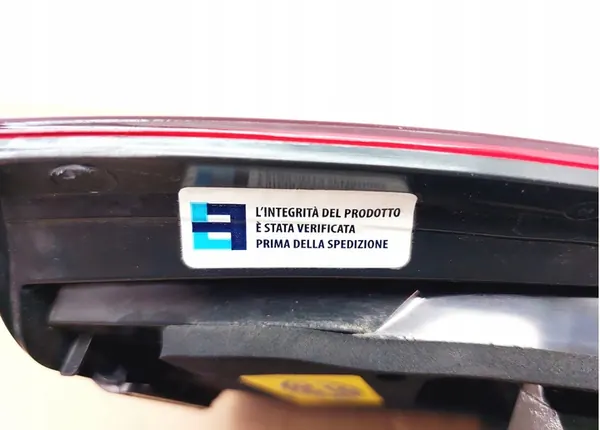 L'INTEGRITÀ DEL PRODOTTO
È STATA VERIFICATA
PRIMA DELLA SPEDIZIONE